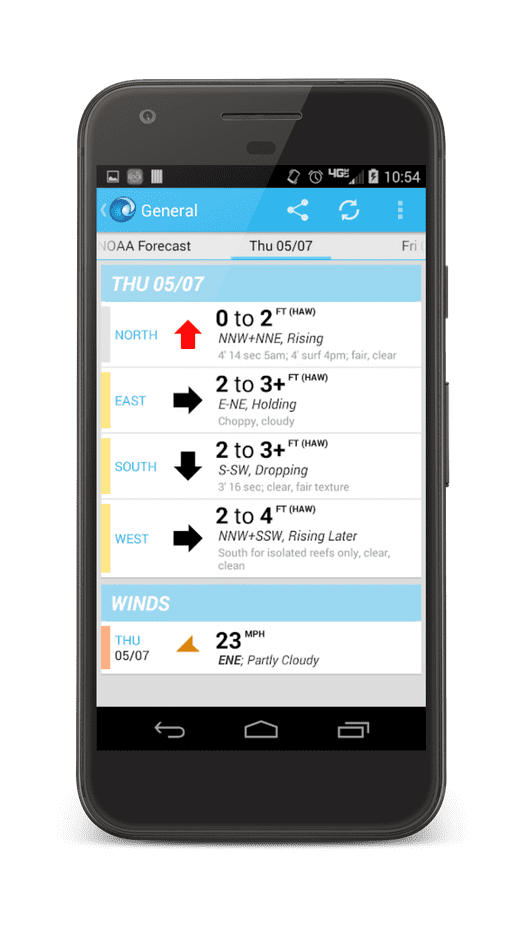 4G LTE 10:54
General
NOAA Forecast Thu 05/07 Fri
THU 05/07
NORTH
0 to 2 FT (HAW)
NNW+NNE, Rising
4' 14 sec 5am; 4' surf 4pm; fair, clear
EAST
2 to 3+ FT (HAW)
E-NE, Holding
Choppy, cloudy
SOUTH
2 to 3+ FT (HAW)
S-SW, Dropping
3' 16 sec; clear, fair texture
WEST
2 to 4 FT (HAW)
NNW+SSW, Rising Later
South for isolated reefs only, clear,
clean
WINDS
THU
05/07
23 MPH
ENE; Partly Cloudy